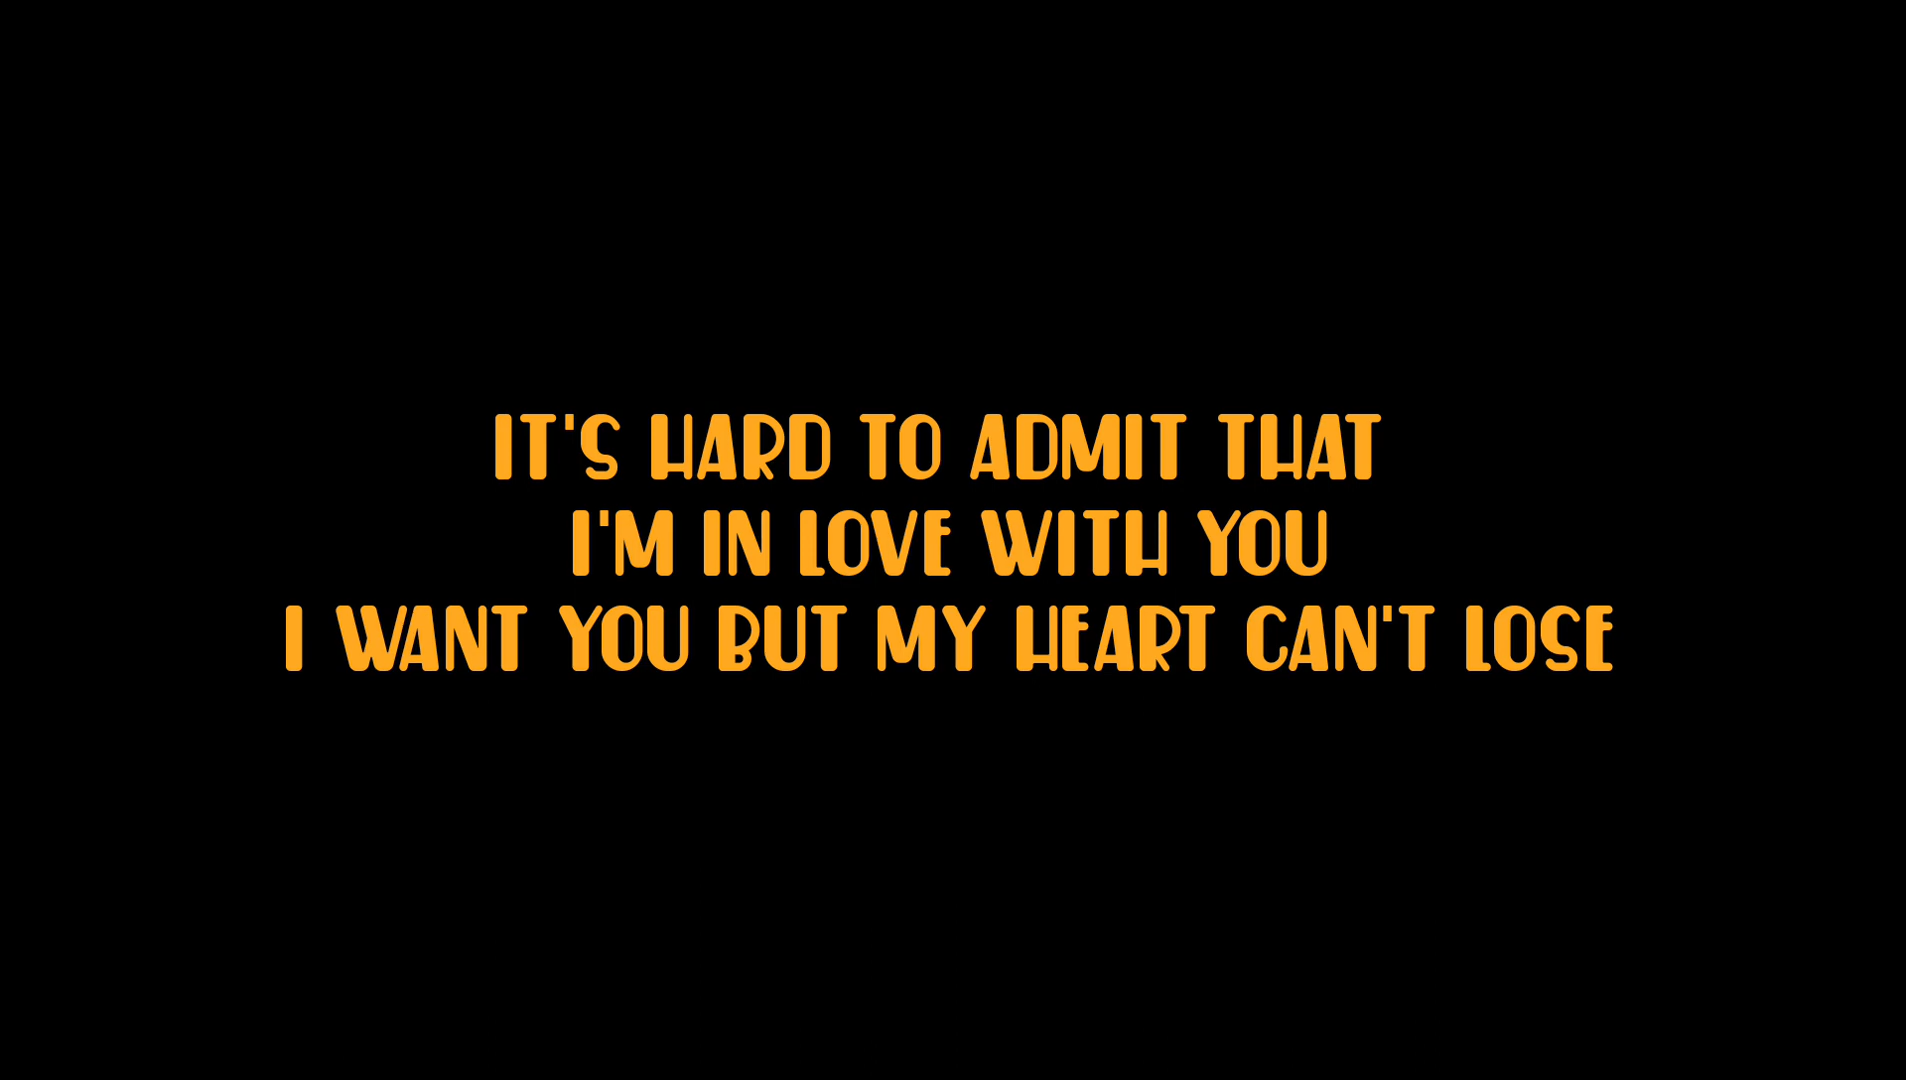 IT'S HARD TO ADMIT THAT
I'M IN LOVE WITH YOU
I WANT YOU BUT MY HEART CAN'T LOSE